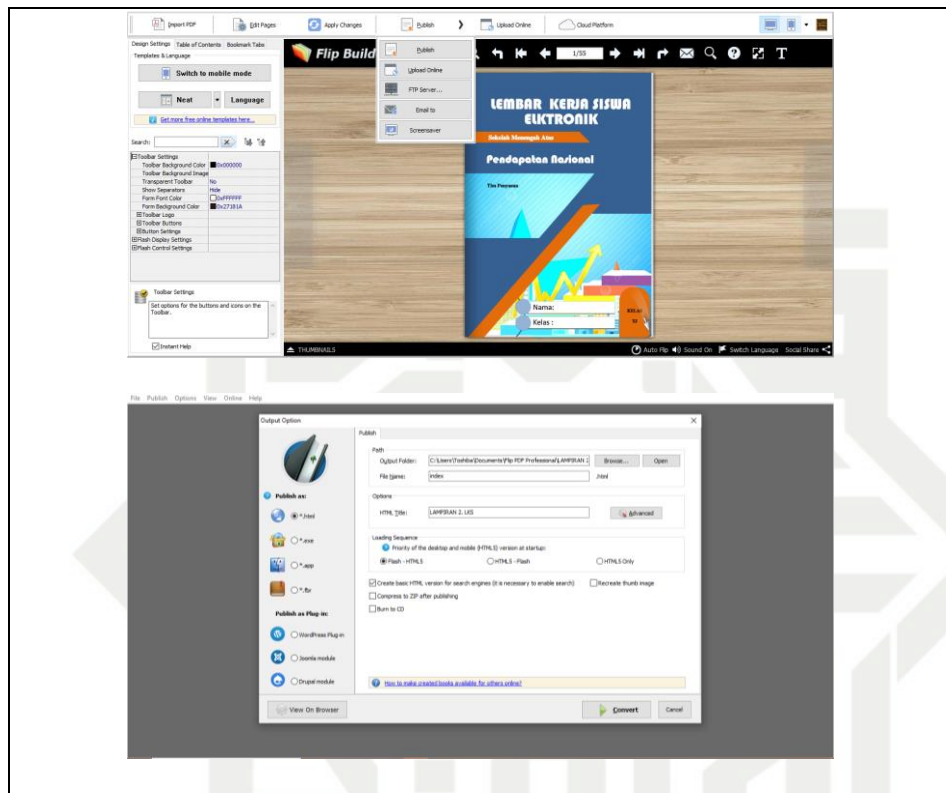 Import PDF Edit Pages Apply Changes Publish Upload Online Cloud Platform
Design Settings Table of Contents Bookmark Tabs
Templates & Language
Switch to mobile mode
Neat Language
Get more free online templates here...
Search:
Toolbar Settings
Toolbar Background Color 0x000000
Toolbar Background Image
Transparent Toolbar No
Show Separators Hide
Form Font Color 0xFFFFFF
Form Background Color 0x27181A
Toolbar Logo
Toolbar Buttons
Button Settings
Flash Display Settings
Flash Control Settings
Toolbar Settings
Set options for the buttons and icons on the
Toolbar.
Instant Help
Flip Build
1/55
T
Publish
Upload Online
FTP Server...
Email to
Screensaver
LEMBAR KERJA SISWA
ELKTRONIK
Sekolah Menengah Atas
Pendapatan Nasional
Tim Penyusun
Nama:
Kelas :
KELAS
XI
THUMBNAILS
Auto Flip Sound On Switch Language Social Share
File Publish Options View Online Help
Output Option
Publish as:
*.html
*.exe
*.app
*.fbr
Publish as Plug-in:
WordPress Plug-in
Joomla module
Drupal module
Publish
Path
Output Folder: C:\Users\Toshiba\Documents\Flip PDF Professional\LAMPIRAN 2. Browse... Open
File Name: index .html
Options
HTML Title: LAMPIRAN 2. LKS Advanced
Loading Sequence
Priority of the desktop and mobile (HTML5) version at startup:
Flash - HTML5 HTML5 - Flash HTML5 Only
Create basic HTML version for search engines (it is necessary to enable search) Recreate thumb image
Compress to ZIP after publishing
Burn to CD
How to make created books available for others online?
View On Browser Convert Cancel